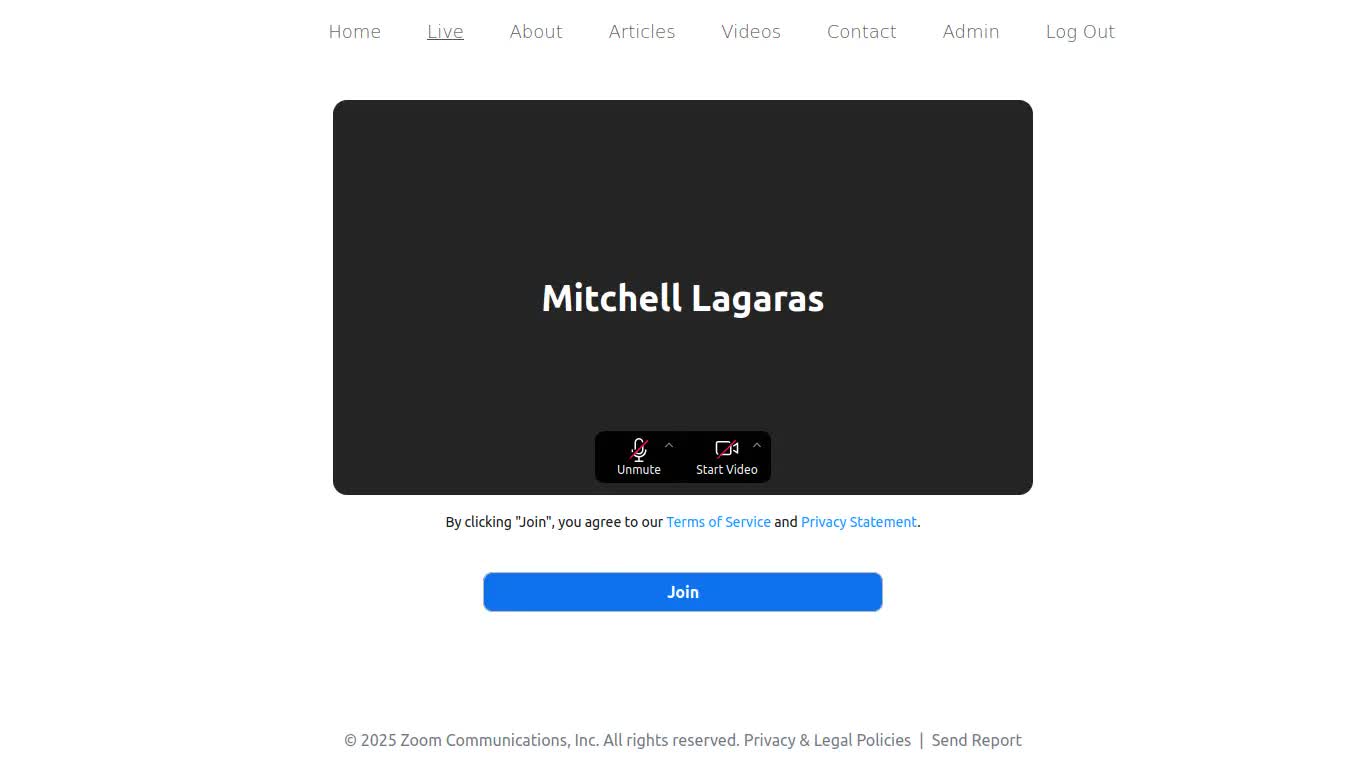 Home Live About Articles Videos Contact Admin Log Out
Mitchell Lagaras
Unmute Start Video
By clicking "Join", you agree to our Terms of Service and Privacy Statement.
Join
© 2025 Zoom Communications, Inc. All rights reserved. Privacy & Legal Policies | Send Report